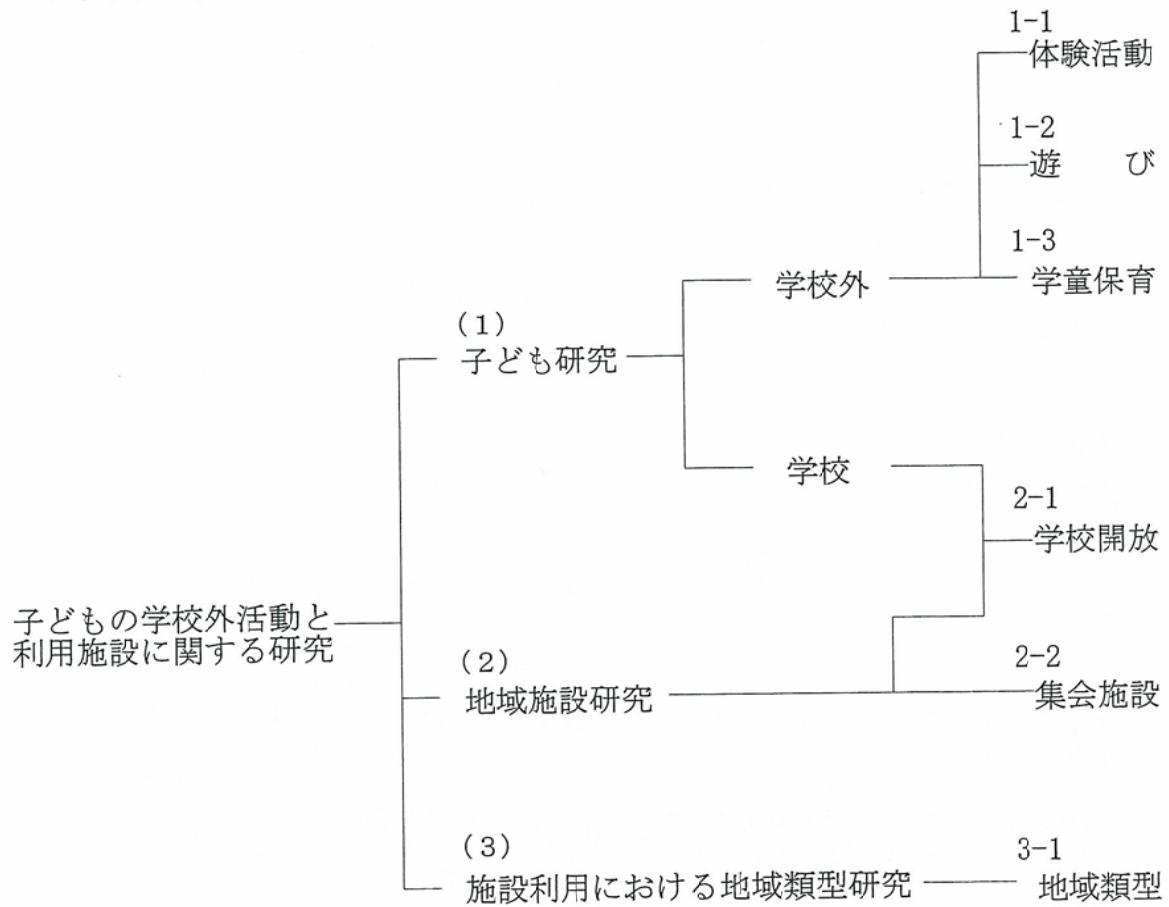 1-1
体験活動
1-2
遊　び
1-3
学校外
学童保育
(1)
子ども研究
学校
2-1
学校開放
子どもの学校外活動と
利用施設に関する研究
(2)
地域施設研究
2-2
集会施設
(3)
施設利用における地域類型研究
3-1
地域類型